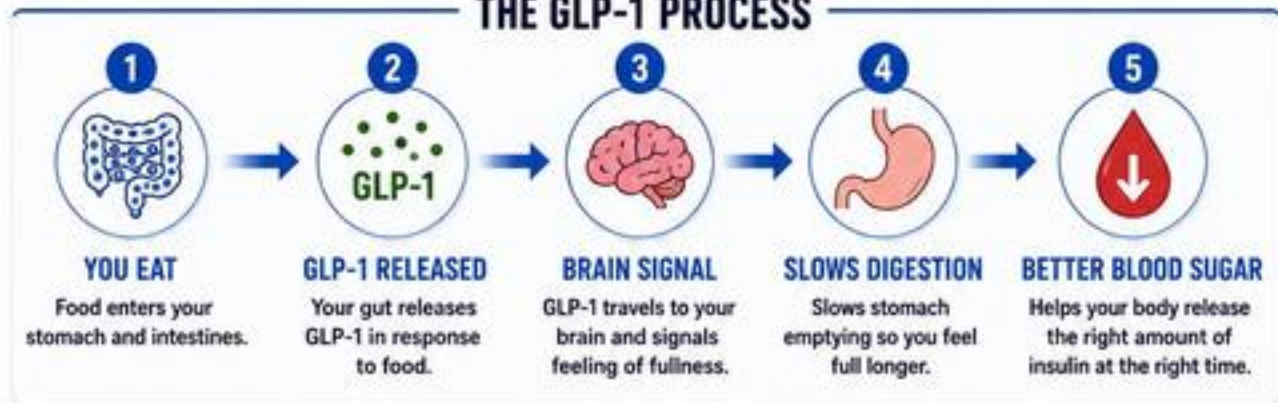 THE GLP-1 PROCESS
1
2
3
4
5
GLP-1
YOU EAT
Food enters your
stomach and intestines.
GLP-1 RELEASED
Your gut releases
GLP-1 in response
to food.
BRAIN SIGNAL
GLP-1 travels to your
brain and signals
feeling of fullness.
SLOWS DIGESTION
Slows stomach
emptying so you feel
full longer.
BETTER BLOOD SUGAR
Helps your body release
the right amount of
insulin at the right time.